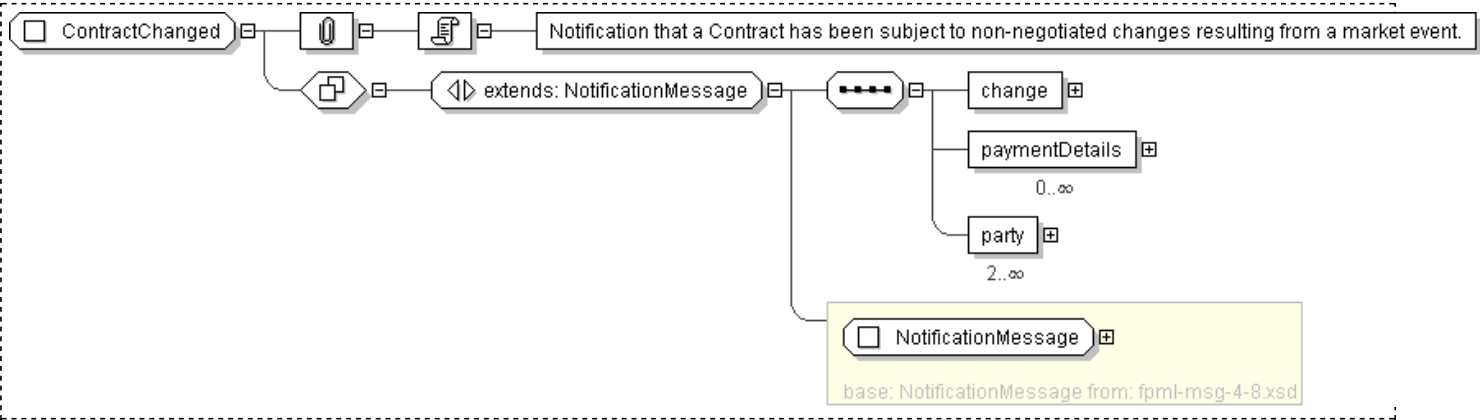 ContractChanged
Notification that a Contract has been subject to non-negotiated changes resulting from a market event.
extends: NotificationMessage
change
paymentDetails
0..∞
party
2..∞
NotificationMessage
base: NotificationMessage from: fpml-msg-4-8.xsd